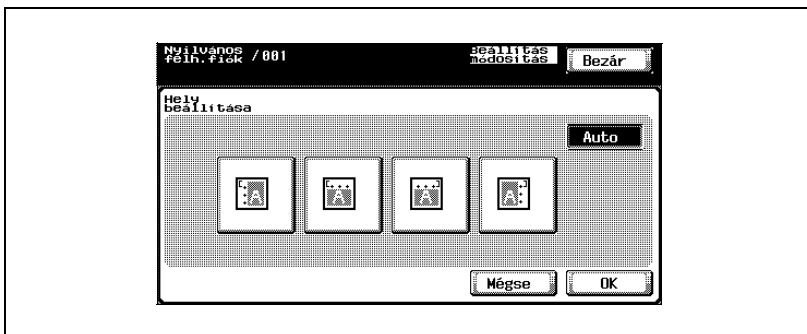 Nyilvános
félh.fiók /001
Beállítás
módosítás
Bezár
Hely
beállítása
Auto
A A A A
Mégse OK